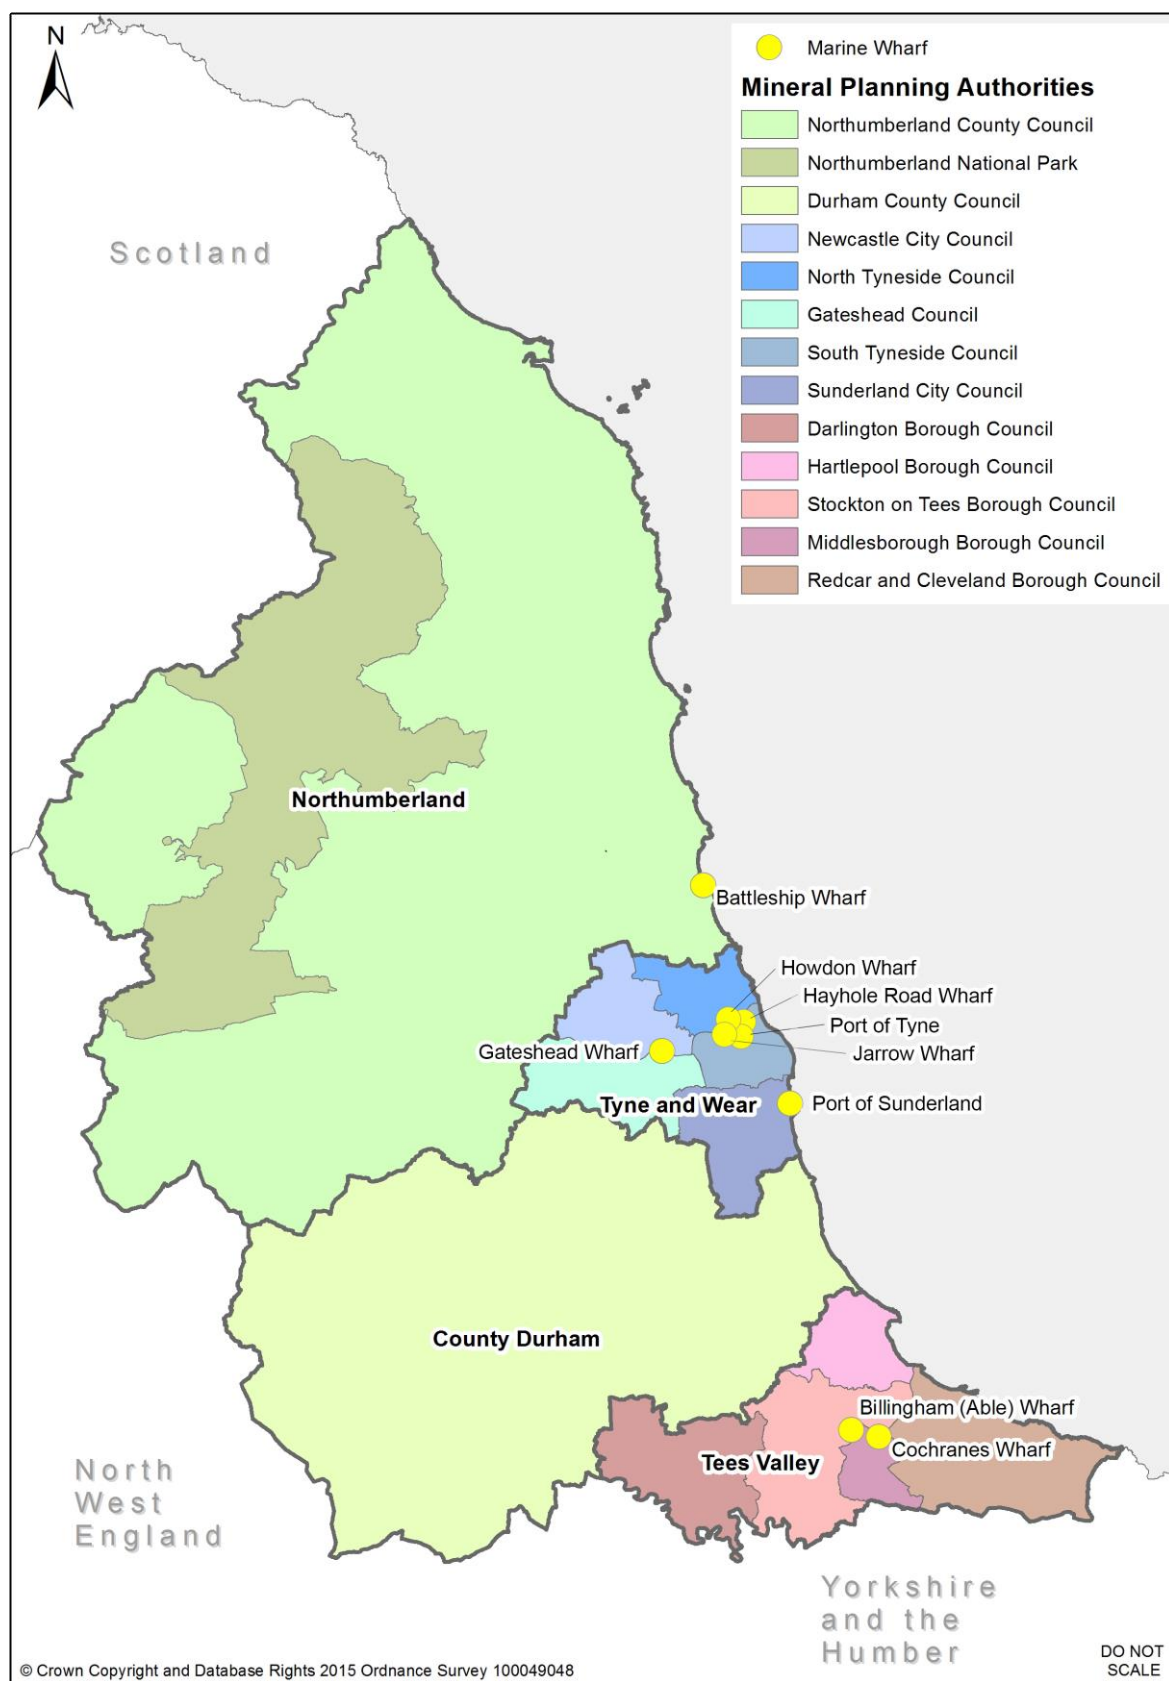 N
Marine Wharf
Mineral Planning Authorities
Northumberland County Council
Northumberland National Park
Durham County Council
Newcastle City Council
North Tyneside Council
Gateshead Council
South Tyneside Council
Sunderland City Council
Darlington Borough Council
Hartlepool Borough Council
Stockton on Tees Borough Council
Middlesborough Borough Council
Redcar and Cleveland Borough Council
Scotland
Northumberland
Battleship Wharf
Howdon Wharf
Hayhole Road Wharf
Port of Tyne
Jarrow Wharf
Gateshead Wharf
Tyne and Wear
Port of Sunderland
County Durham
Billingham (Able) Wharf
Cochranes Wharf
Tees Valley
North
West
England
Yorkshire
and the
Humber
© Crown Copyright and Database Rights 2015 Ordnance Survey 100049048
DO NOT
SCALE